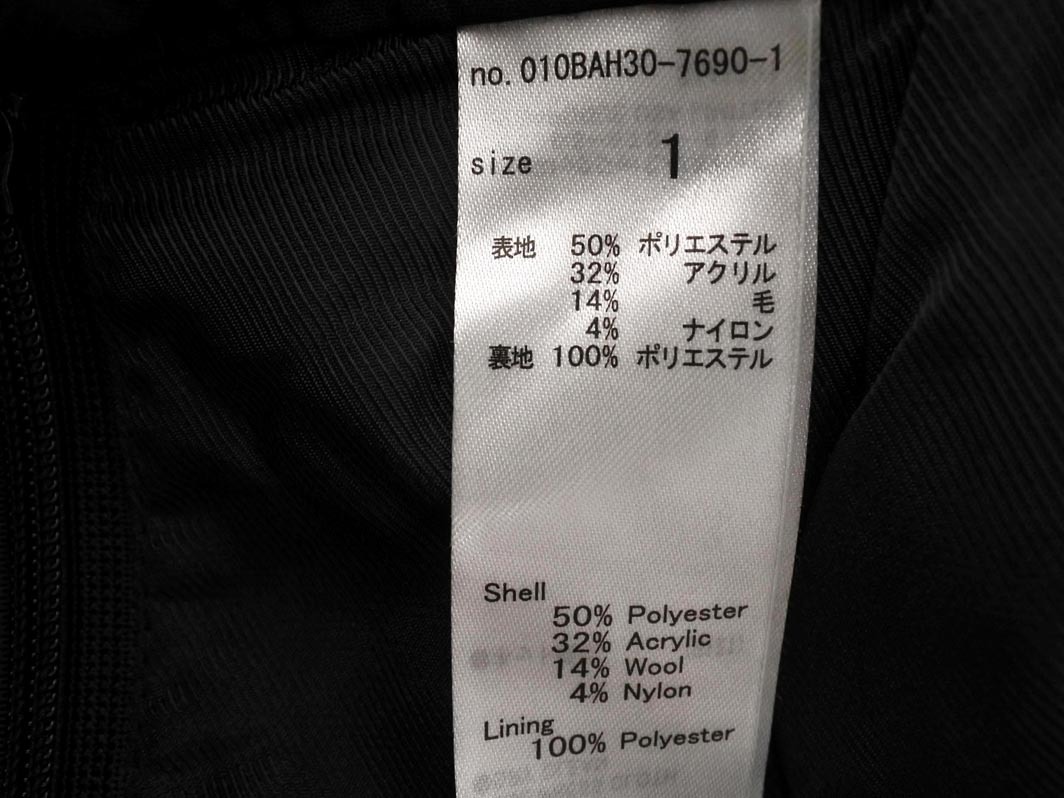 no.010BAH30-7690-1
size 1
表地 50% ポリエステル
32% アクリル
14% 毛
4% ナイロン
裏地 100% ポリエステル
Shell
50% Polyester
32% Acrylic
14% Wool
4% Nylon
Lining
100% Polyester